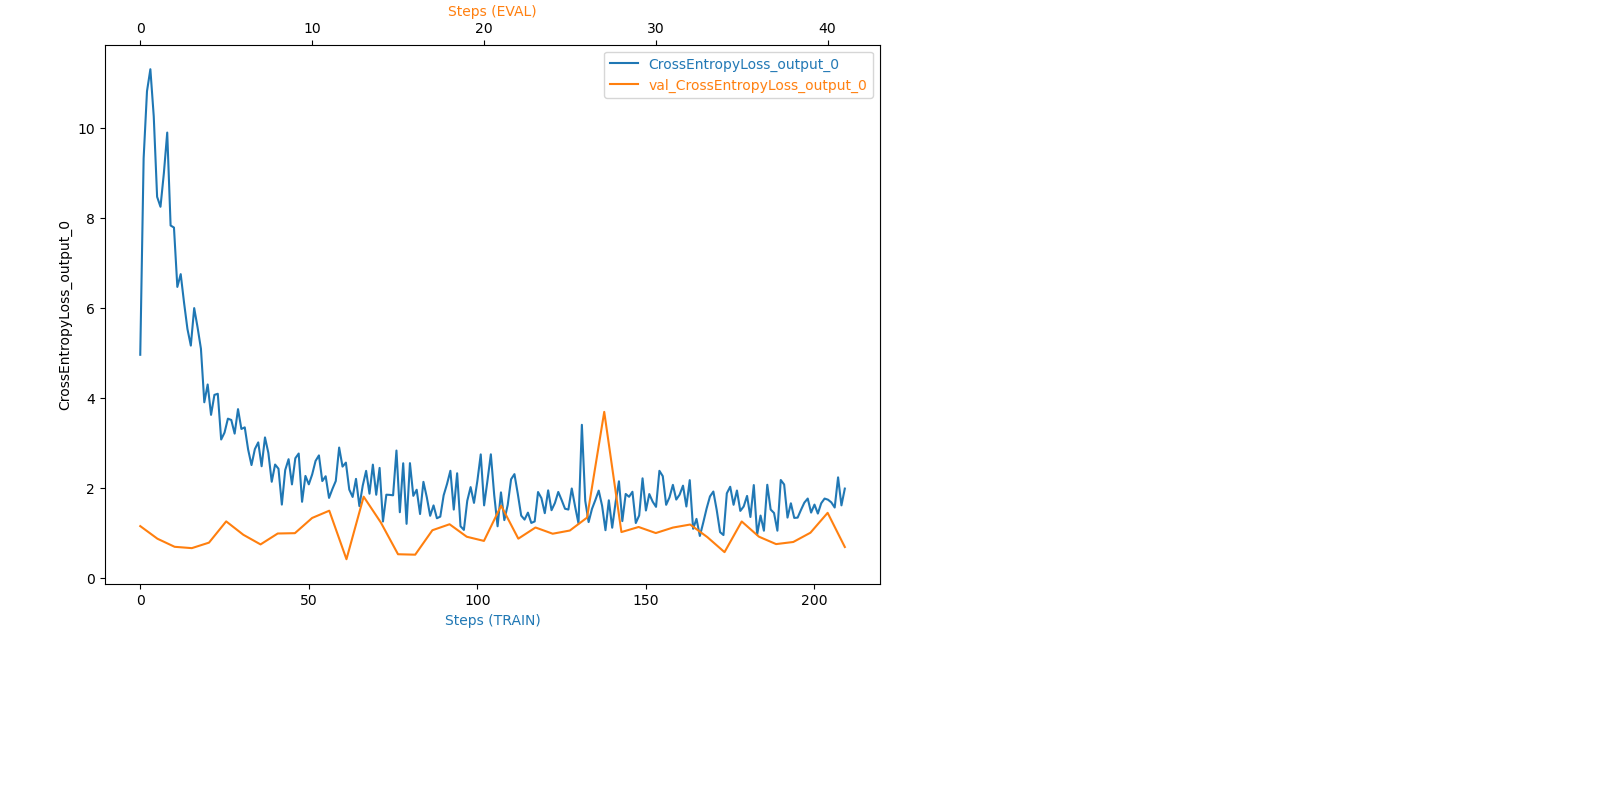 Steps (EVAL)
0 10 20 30 40
CrossEntropyLoss_output_0
val_CrossEntropyLoss_output_0
CrossEntropyLoss_output_0
10
8
6
4
2
0
0 50 100 150 200
Steps (TRAIN)